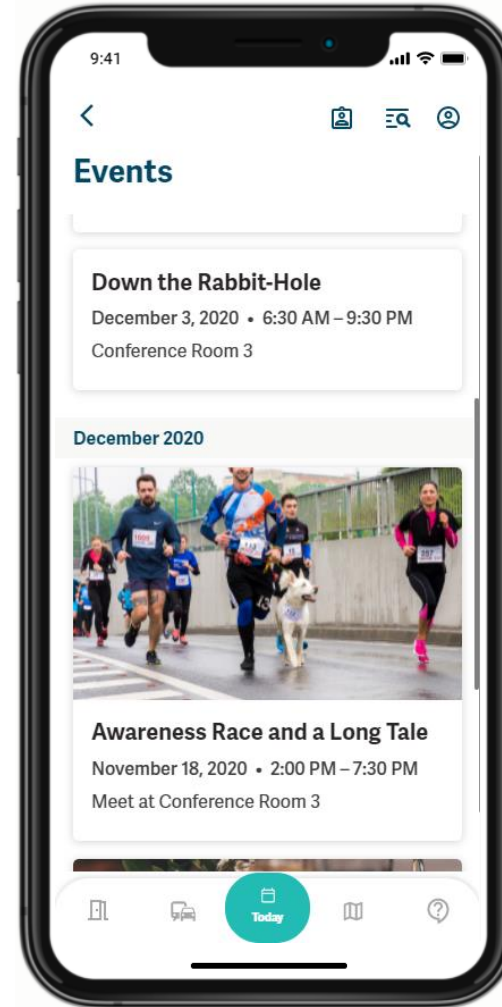 9:41
Events
Down the Rabbit-Hole
December 3, 2020 • 6:30 AM – 9:30 PM
Conference Room 3
December 2020
Awareness Race and a Long Tale
November 18, 2020 • 2:00 PM – 7:30 PM
Meet at Conference Room 3
Today